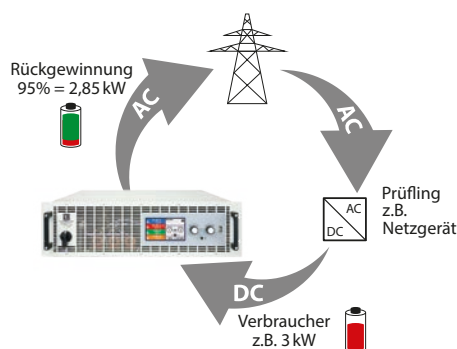 Rückgewinnung
95% = 2,85 kW
AC
AC
AC
DC
Prüfling
z.B.
Netzgerät
DC
Verbraucher
z.B. 3 kW